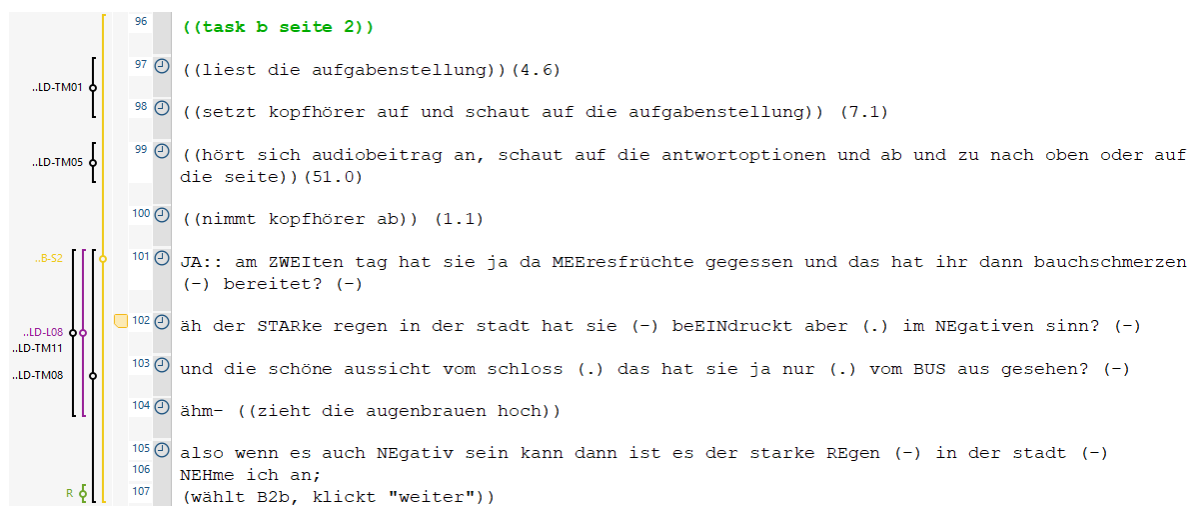 96 ((task b seite 2))
97 ((liest die aufgabenstellung))(4.6)
..LD-TM01
98 ((setzt kopfhörer auf und schaut auf die aufgabenstellung)) (7.1)
99 ((hört sich audiobeitrag an, schaut auf die antwortoptionen und ab und zu nach oben oder auf
..LD-TM05
die seite))(51.0)
100 ((nimmt kopfhörer ab)) (1.1)
..B-S2
101 JA:: am ZWEIten tag hat sie ja da MEEresfrüchte gegessen und das hat ihr dann bauchschmerzen
(-) bereitet? (-)
102 äh der STARke regen in der stadt hat sie (-) beEINdruckt aber (.) im NEgativen sinn? (-)
..LD-L08
..LD-TM11
103 und die schöne aussicht vom schloss (.) das hat sie ja nur (.) vom BUS aus gesehen? (-)
..LD-TM08
104 ähm- ((zieht die augenbrauen hoch))
105 also wenn es auch NEgativ sein kann dann ist es der starke REgen (-) in der stadt (-)
106 NEHme ich an;
R
107 (wählt B2b, klickt "weiter"))